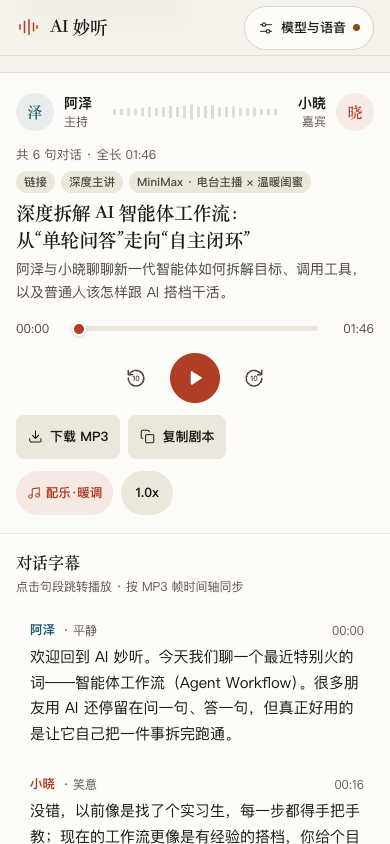 AI 妙听
模型与语音
泽
阿泽
主持
小晓
嘉宾
晓
共 6 句对话 · 全长 01:46
链接
深度主讲
MiniMax · 电台主播 × 温暖闺蜜
深度拆解 AI 智能体工作流：
从“单轮问答”走向“自主闭环”
阿泽与小晓聊聊新一代智能体如何拆解目标、调用工具，
以及普通人该怎样跟 AI 搭档干活。
00:00
01:46
10
10
下载 MP3
复制剧本
配乐·暖调
1.0x
对话字幕
点击句段跳转播放 · 按 MP3 帧时间轴同步
阿泽 · 平静
00:00
欢迎回到 AI 妙听。今天我们聊一个最近特别火的
词——智能体工作流（Agent Workflow）。很多朋
友用 AI 还停留在问一句、答一句，但真正好用的
是让它自己把一件事拆完跑通。
小晓 · 笑意
00:16
没错，以前像是找了个实习生，每一步都得手把手
教；现在的工作流更像是有经验的搭档，你给个目